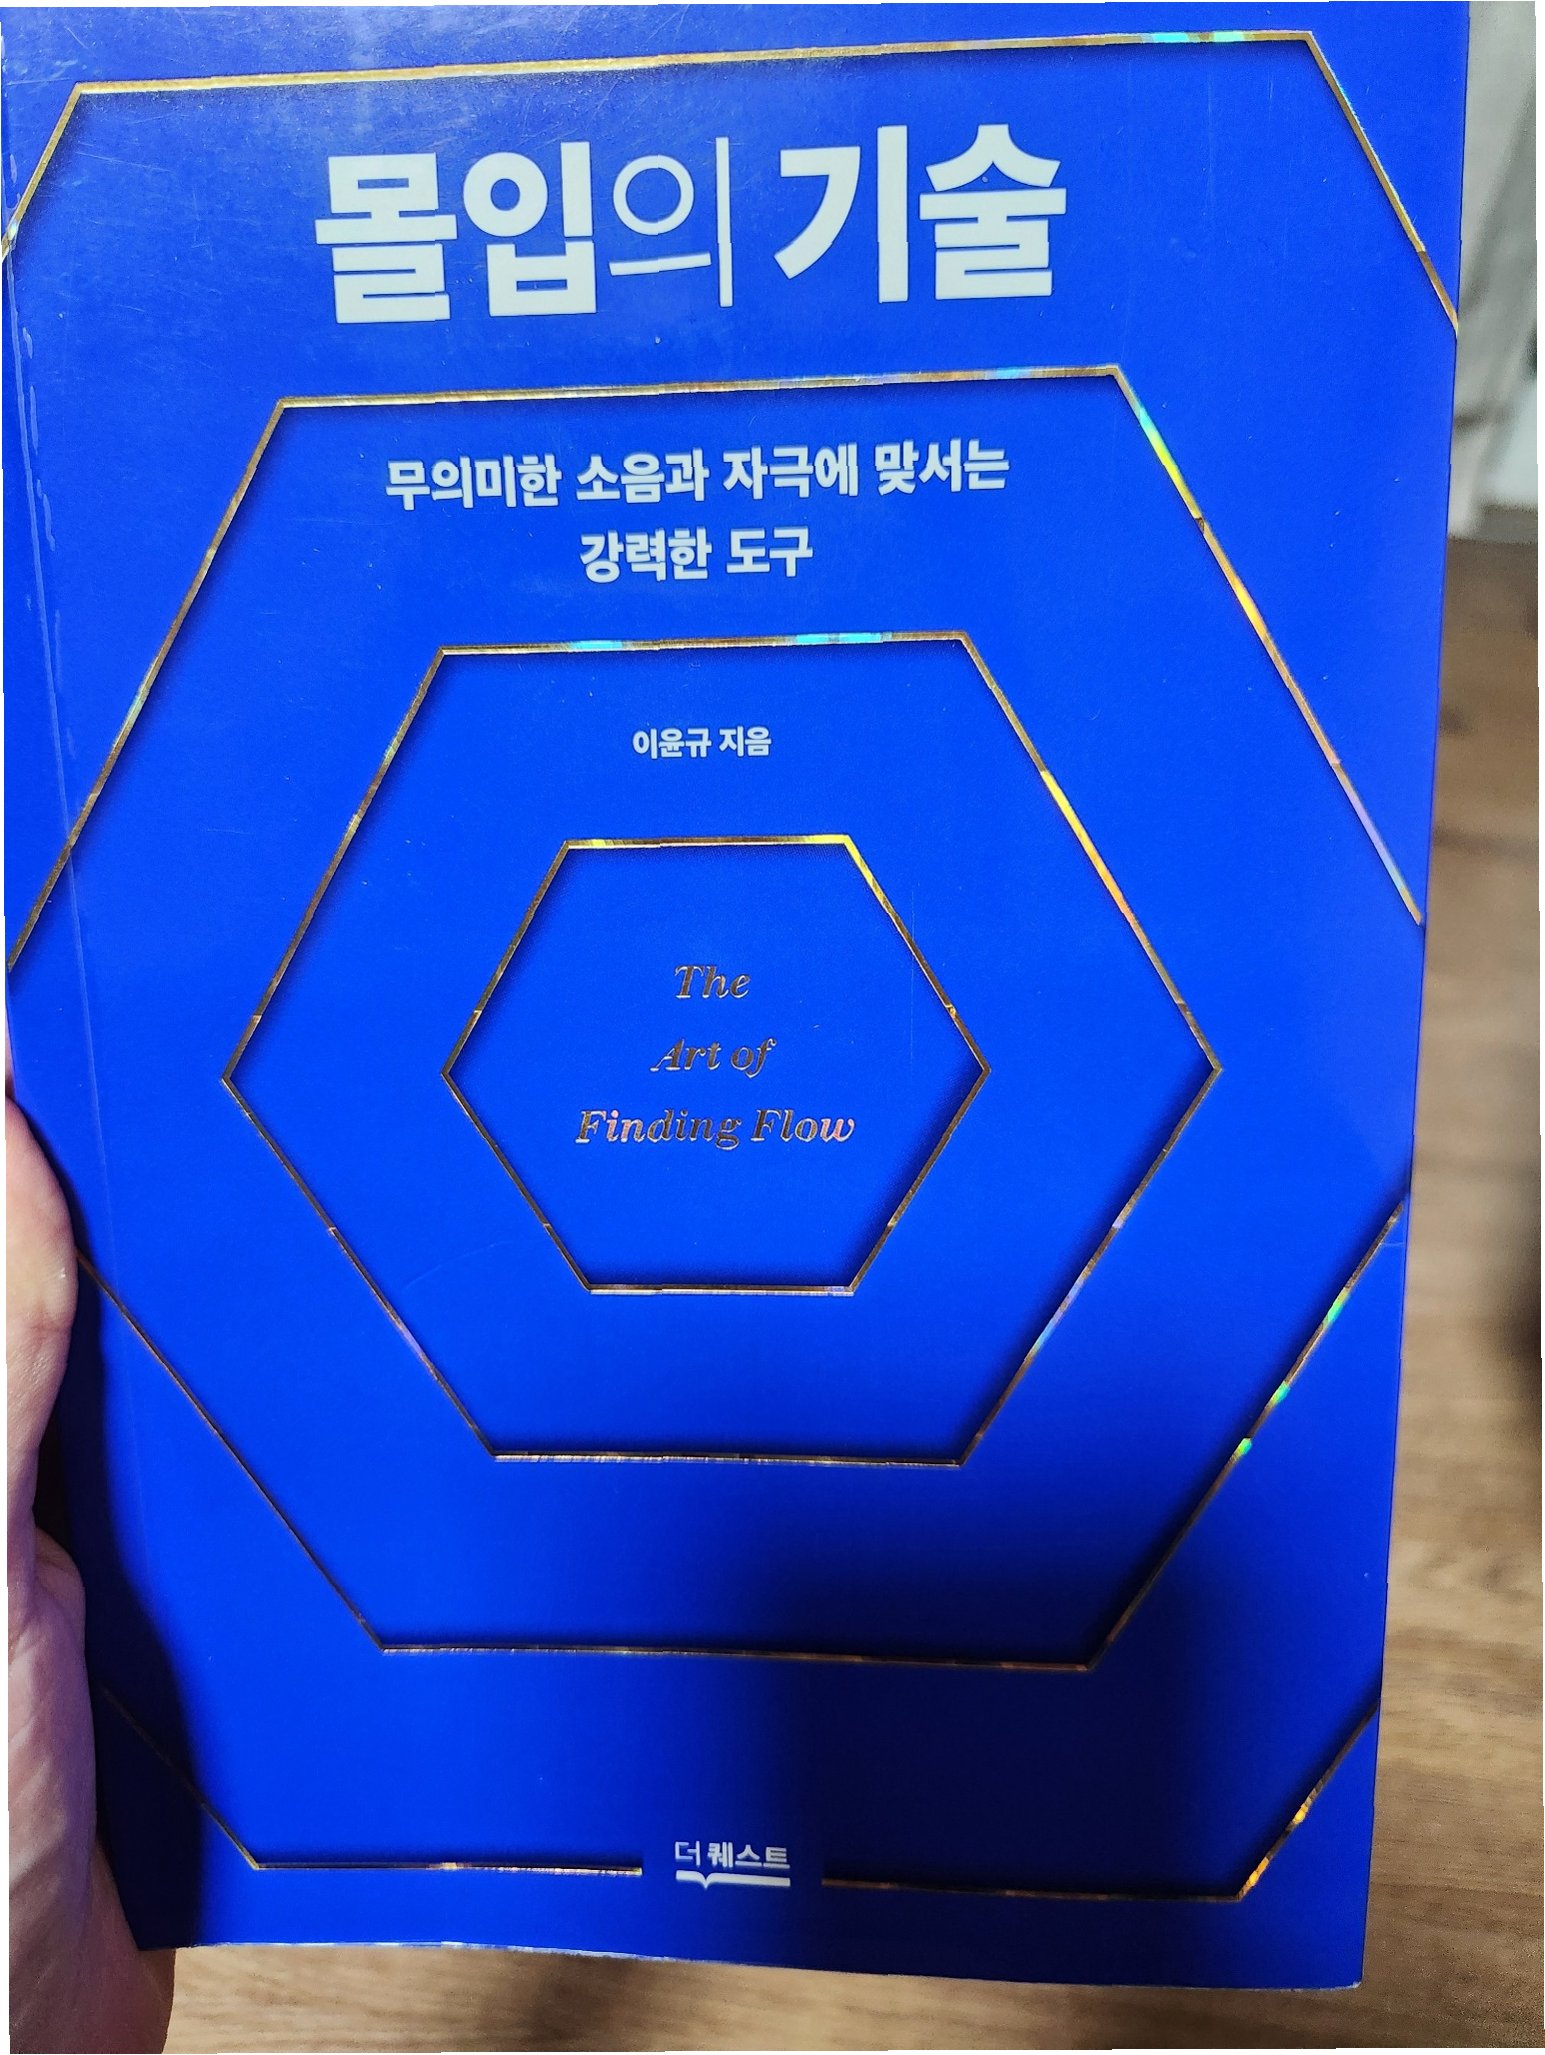 몰입의 기술
무의미한 소음과 자극에 맞서는
강력한 도구
이윤규 지음
The
Art of
Finding Flow
더 퀘스트